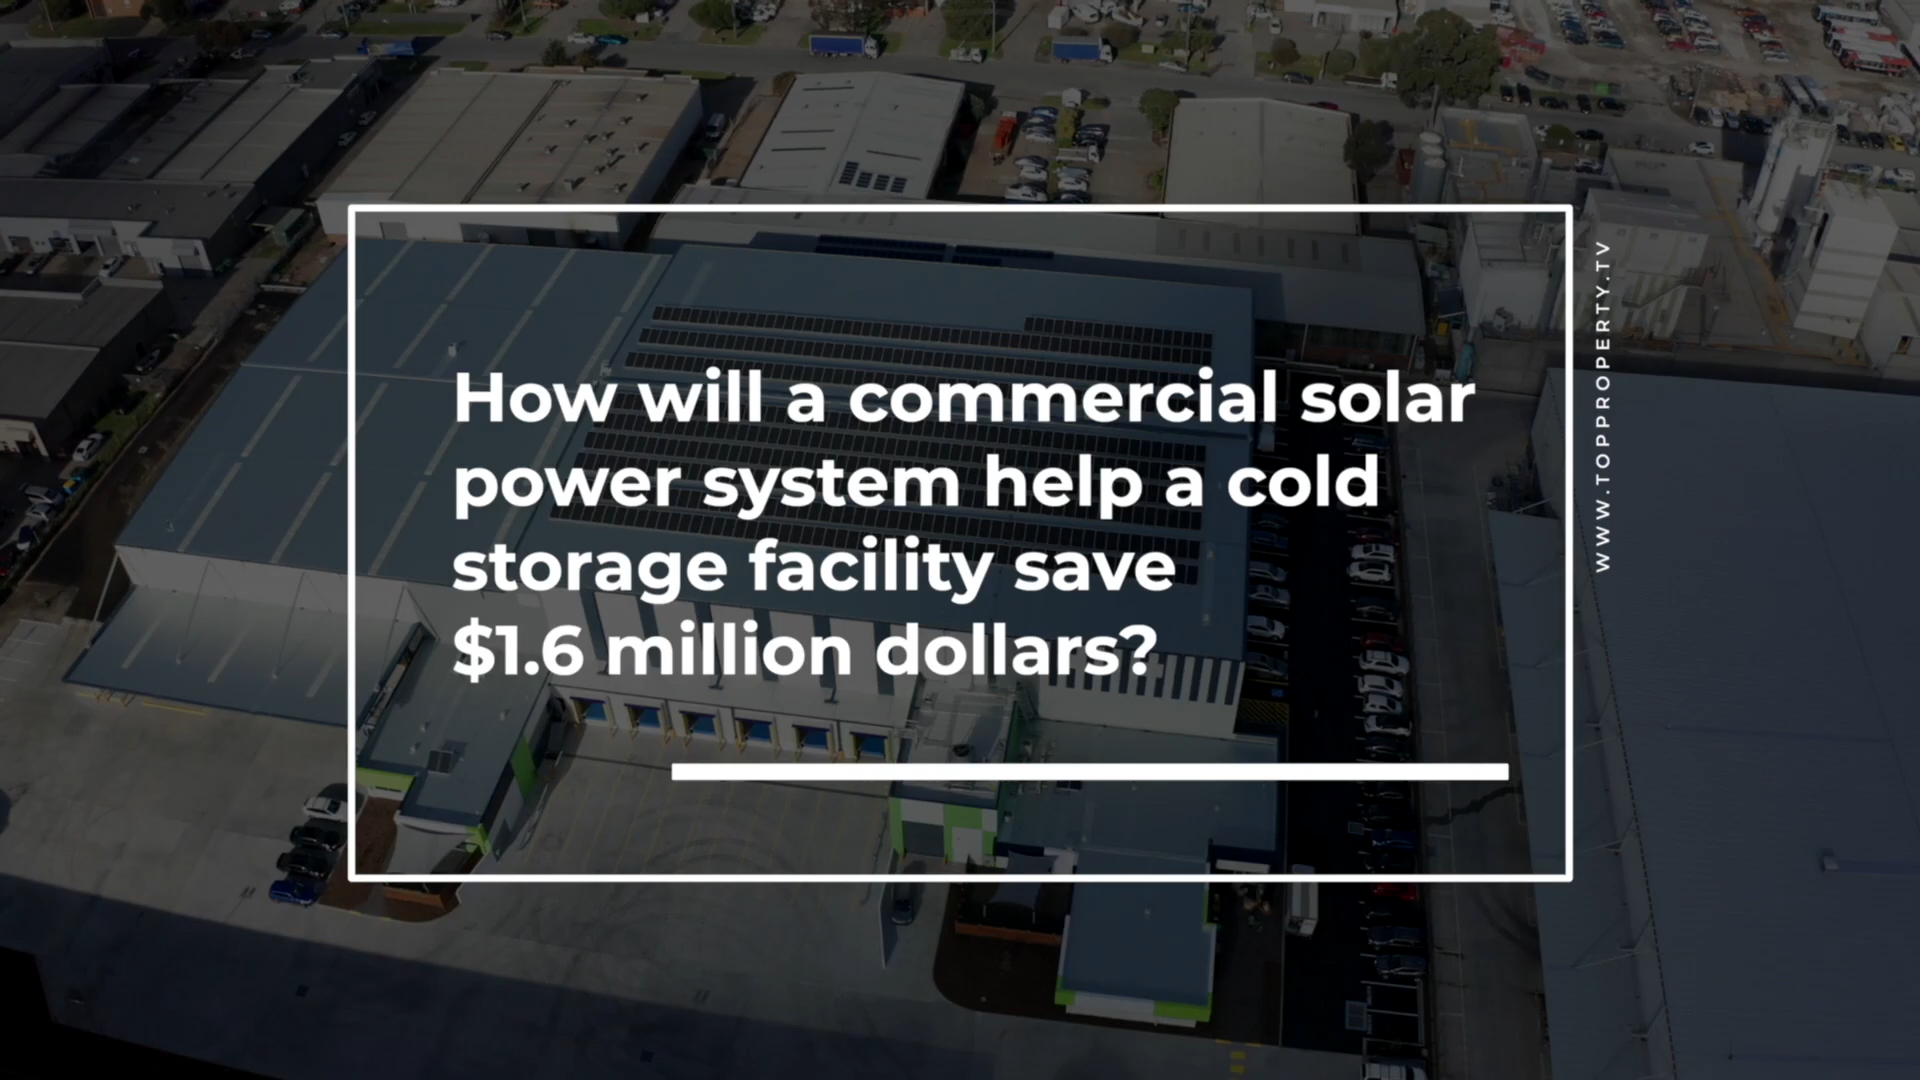 How will a commercial solar
power system help a cold
storage facility save
$1.6 million dollars?
WWW.TOPPROPERTY.TV